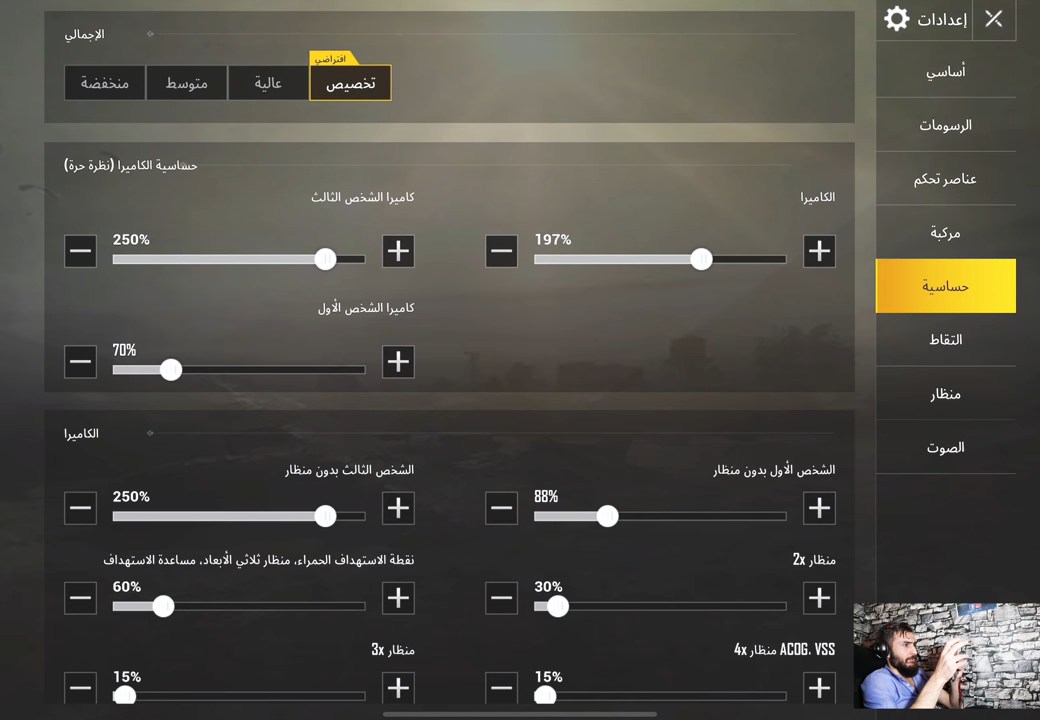 الإجمالي
افتراضي
منخفضة
متوسط
عالية
تخصيص
حساسية الكاميرا (نظرة حرة)
كاميرا الشخص الثالث
الكاميرا
250%
197%
كاميرا الشخص الأول
70%
الكاميرا
الشخص الثالث بدون منظار
الشخص الأول بدون منظار
250%
88%
نقطة الاستهداف الحمراء، منظار ثلاثي الأبعاد، مساعدة الاستهداف
منظار 2x
60%
30%
منظار 3x
4x منظار ACOG، VSS
15%
15%
إعدادات
أساسي
الرسومات
عناصر تحكم
مركبة
حساسية
التقاط
منظار
الصوت